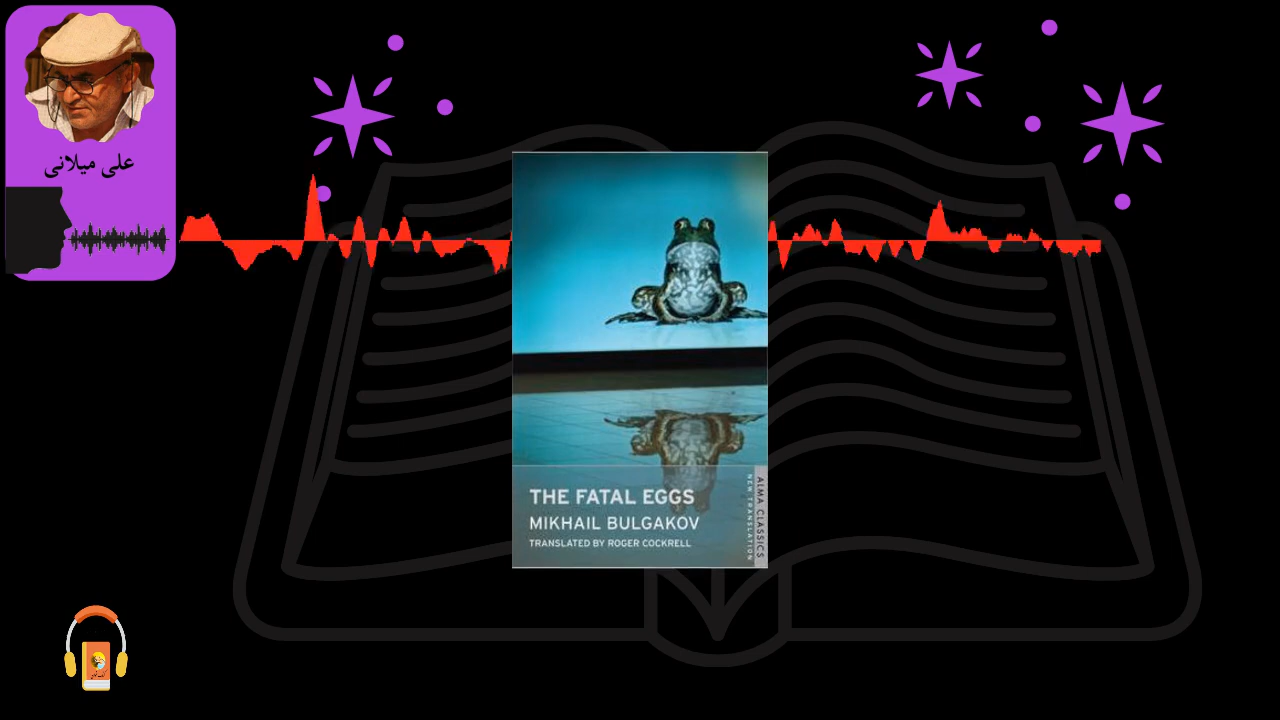 علی میلانی
THE FATAL EGGS
MIKHAIL BULGAKOV
TRANSLATED BY ROGER COCKRELL
ALMA CLASSICS
NEW TRANSLATION